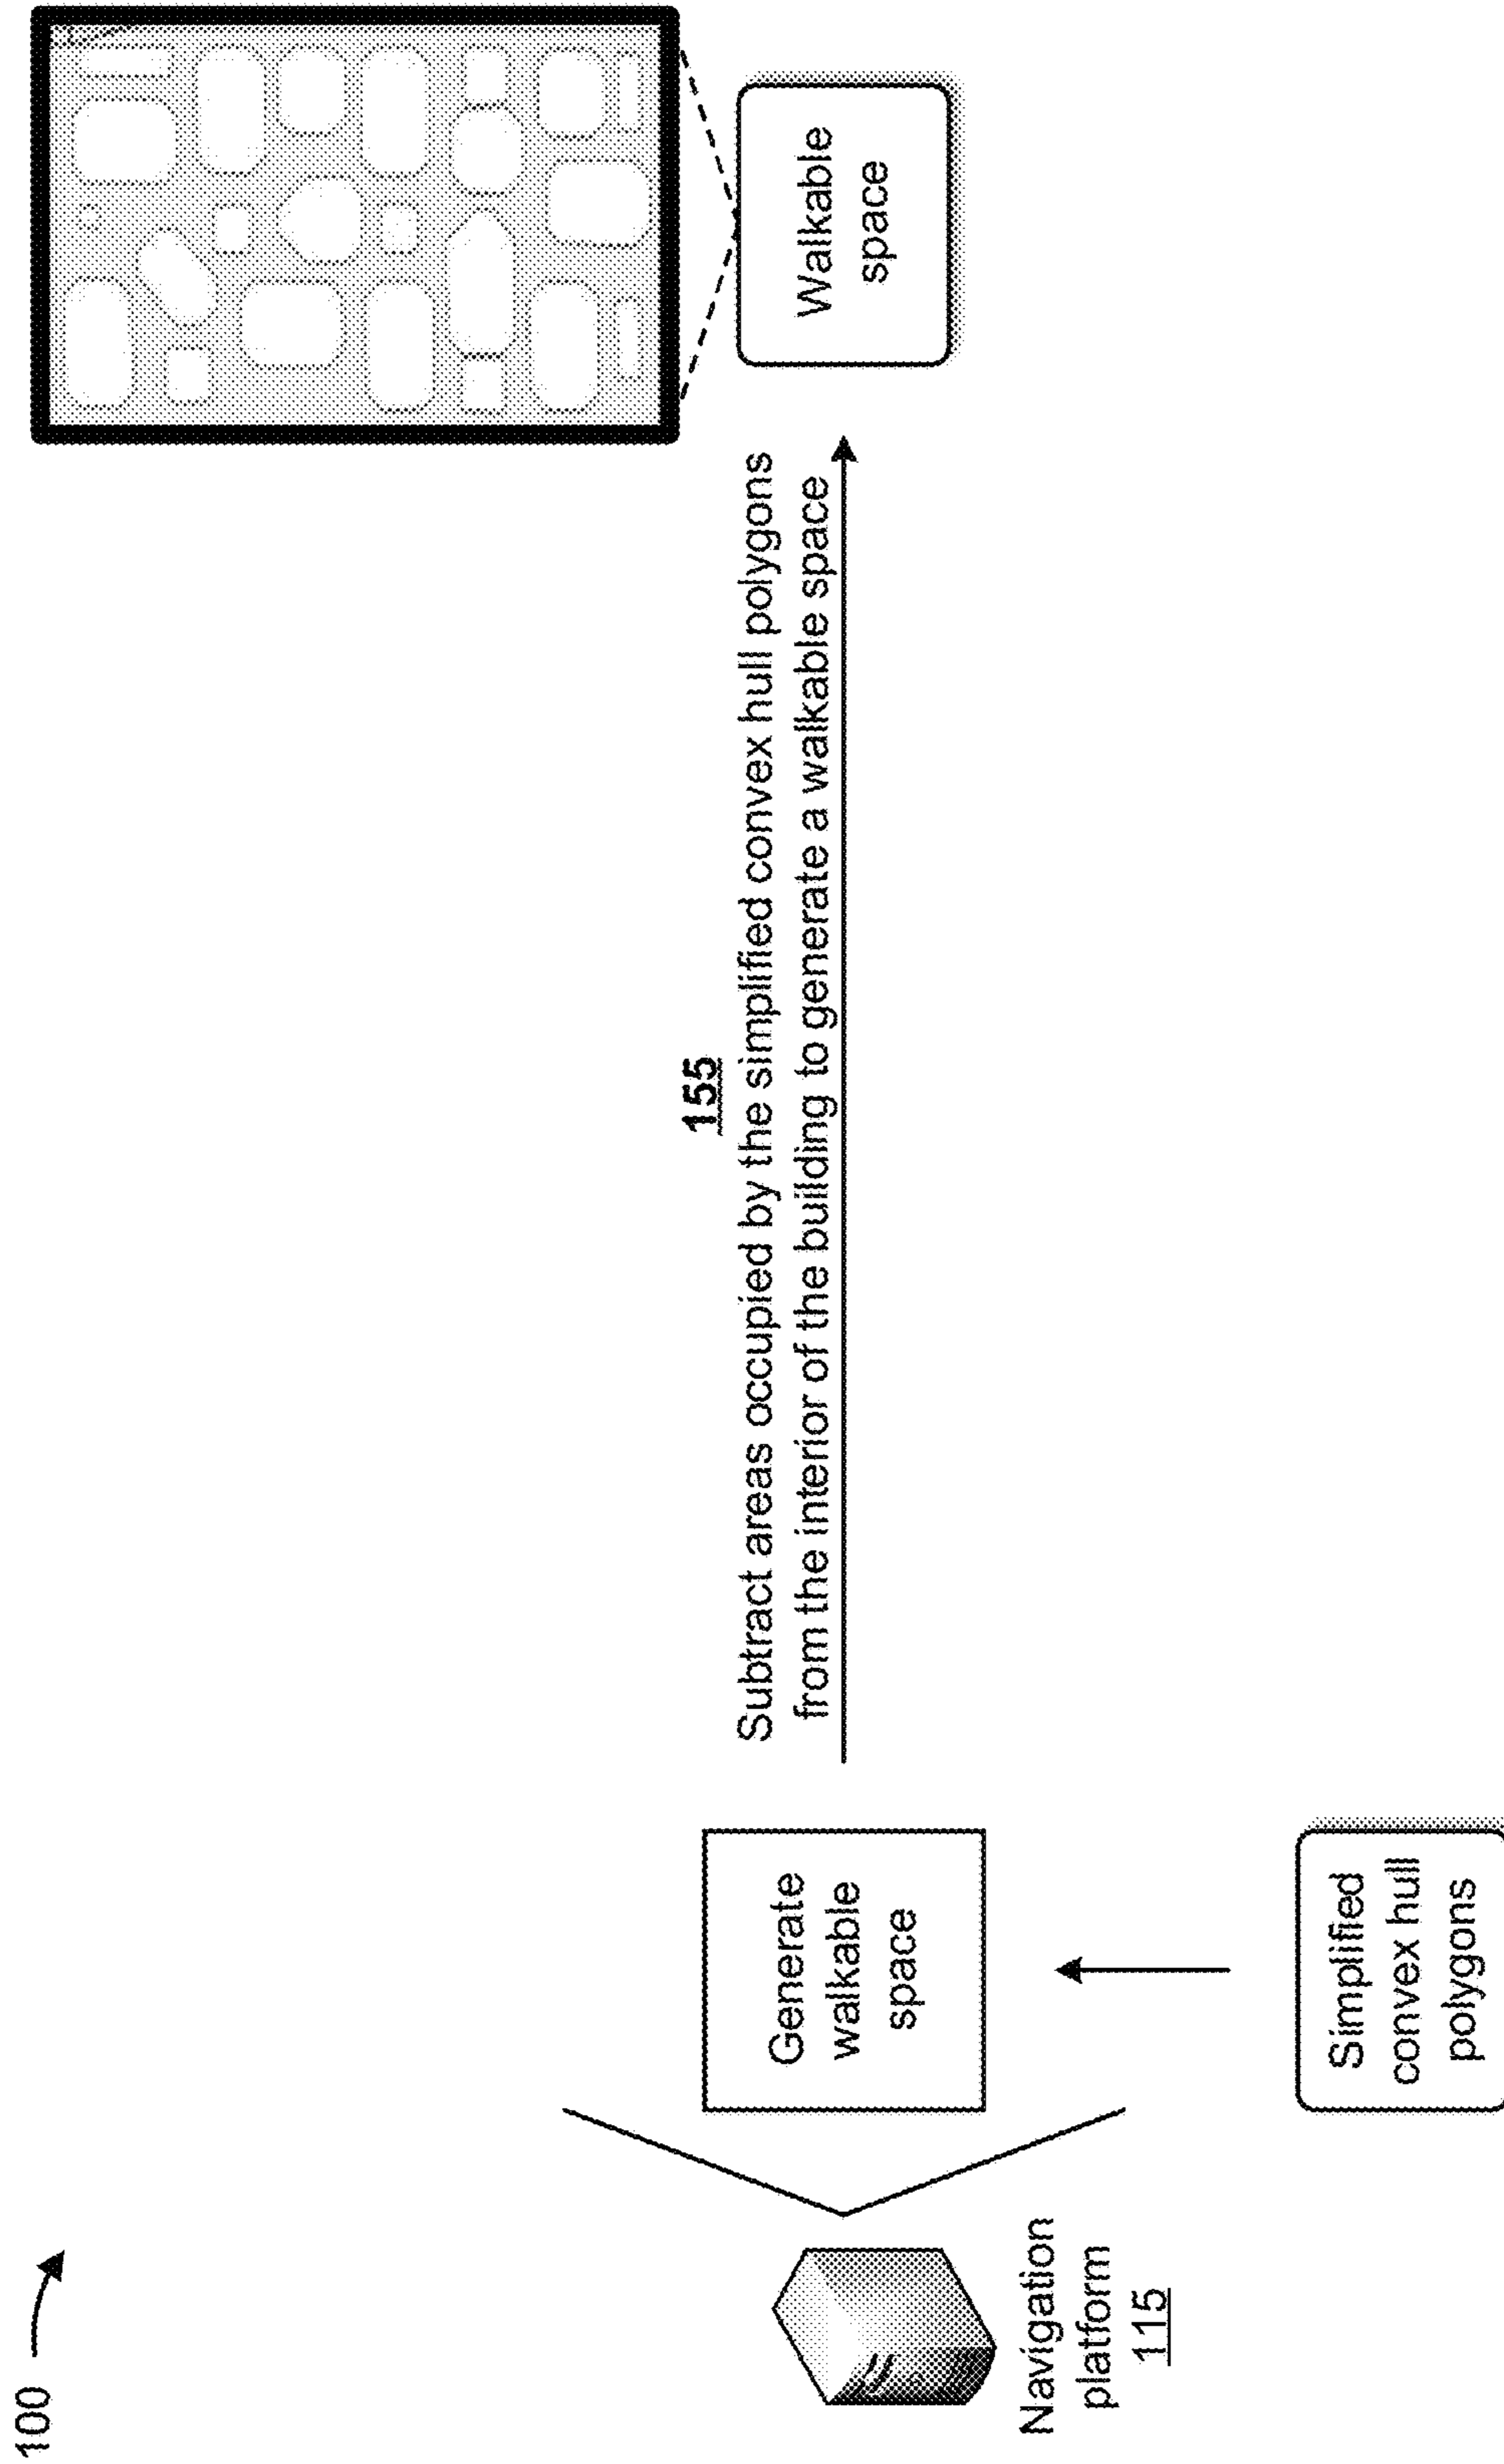 100
Navigation
platform
115
Generate
walkable
space
Simplified
convex hull
polygons
155
Subtract areas occupied by the simplified convex hull polygons
from the interior of the building to generate a walkable space
Walkable
space